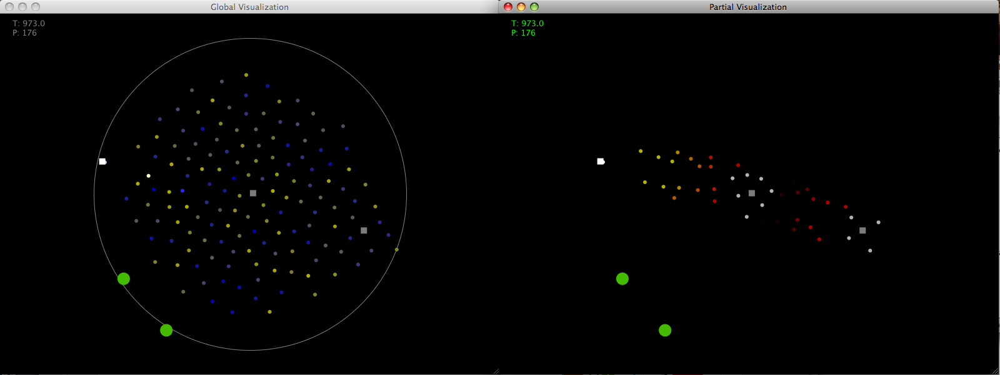 Global Visualization
T: 973.0
P: 176
Partial Visualization
T: 973.0
P: 176